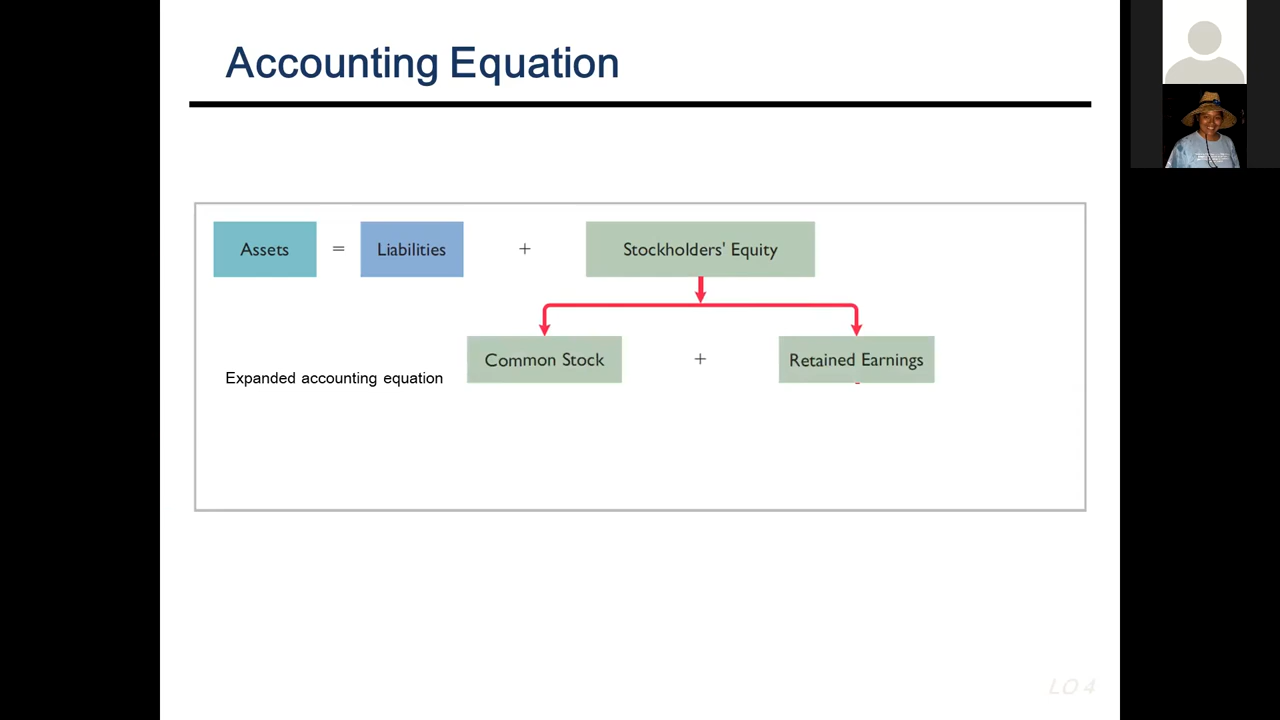 Accounting Equation
Assets = Liabilities + Stockholders' Equity
Common Stock + Retained Earnings
Expanded accounting equation
LO 4